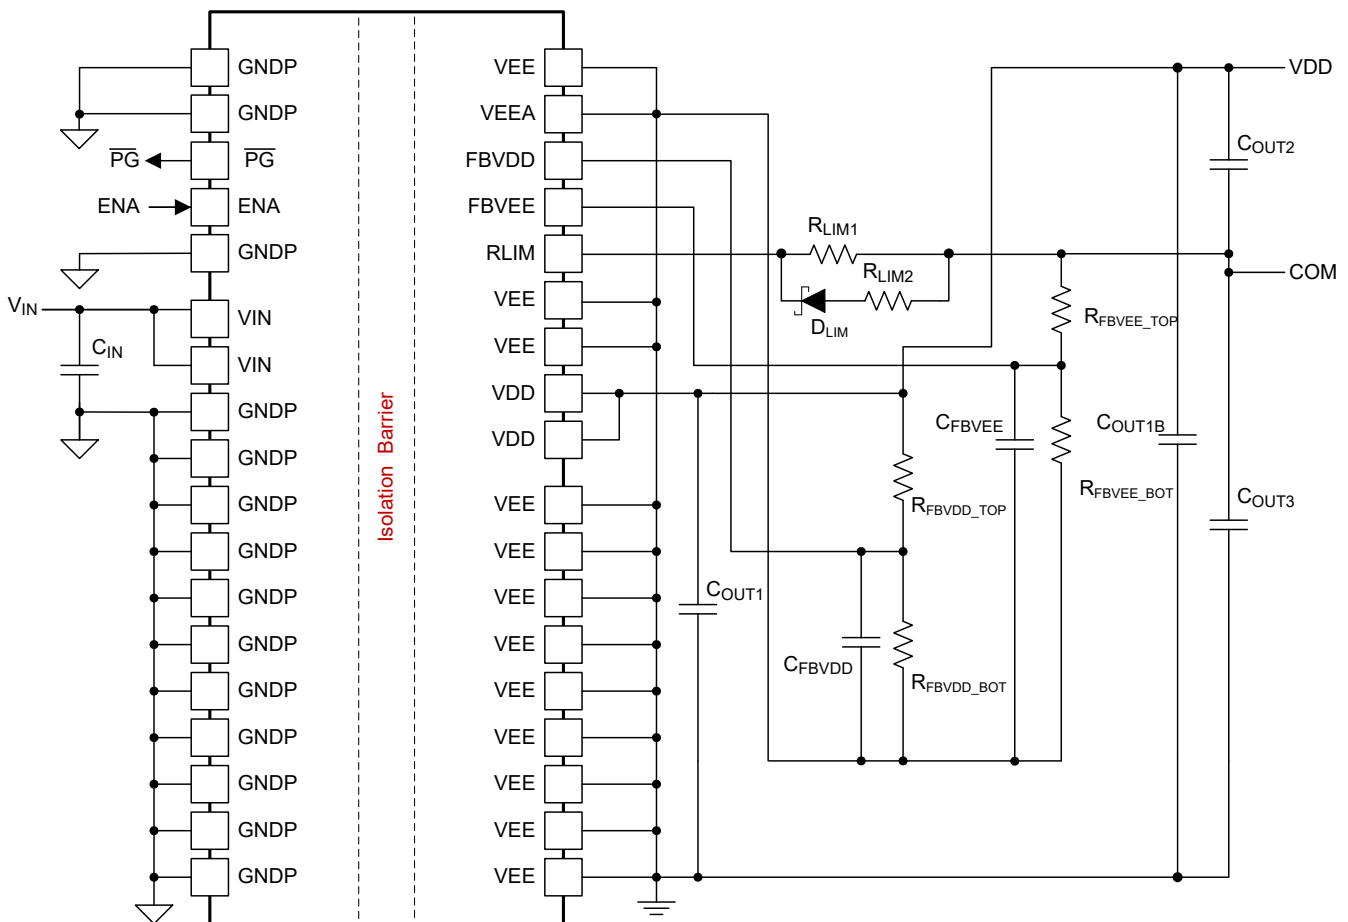 GNDP
GNDP
PG
PG
ENA
ENA
GNDP
VIN
VIN
CIN
VIN
GNDP
GNDP
GNDP
GNDP
GNDP
GNDP
GNDP
GNDP
GNDP
GNDP
GNDP
Isolation Barrier
VEE
VEEA
FBVDD
FBVEE
RLIM
VEE
VEE
VDD
VDD
VEE
VEE
VEE
VEE
VEE
VEE
VEE
VEE
VEE
RLIM1
RLIM2
DLIM
VDD
COUT2
COM
RFBVEE_TOP
CFBVEE
COUT1B
RFBVEE_BOT
COUT3
RFBVDD_TOP
COUT1
CFBVDD
RFBVDD_BOT